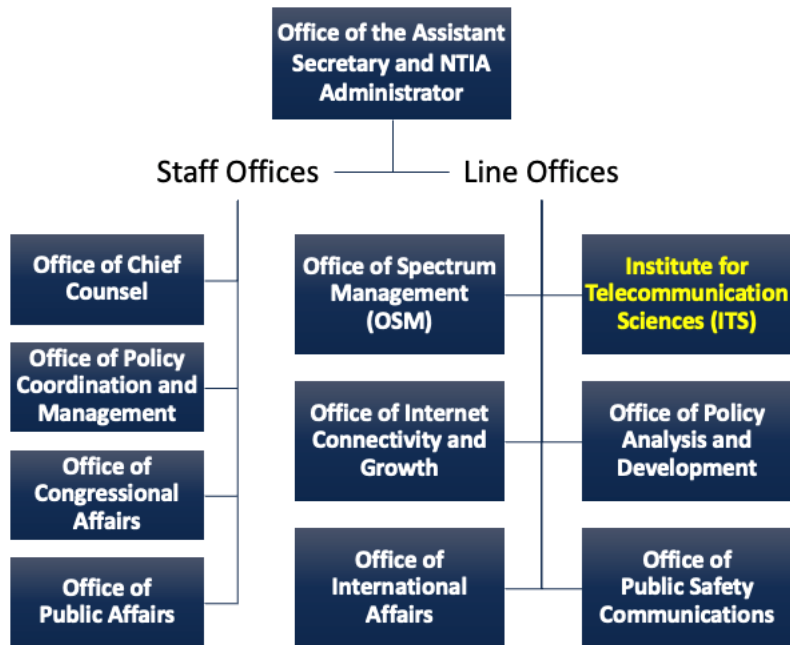 Office of the Assistant
Secretary and NTIA
Administrator
Staff Offices
Line Offices
Office of Chief
Counsel
Office of Policy
Coordination and
Management
Office of
Congressional
Affairs
Office of
Public Affairs
Office of Spectrum
Management
(OSM)
Institute for
Telecommunication
Sciences (ITS)
Office of Internet
Connectivity and
Growth
Office of Policy
Analysis and
Development
Office of
International
Affairs
Office of
Public Safety
Communications